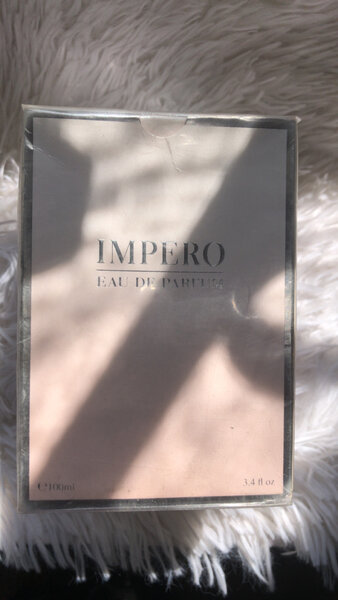 IMPERO
EAU DE PARFUM
℮100ml
3.4 fl oz